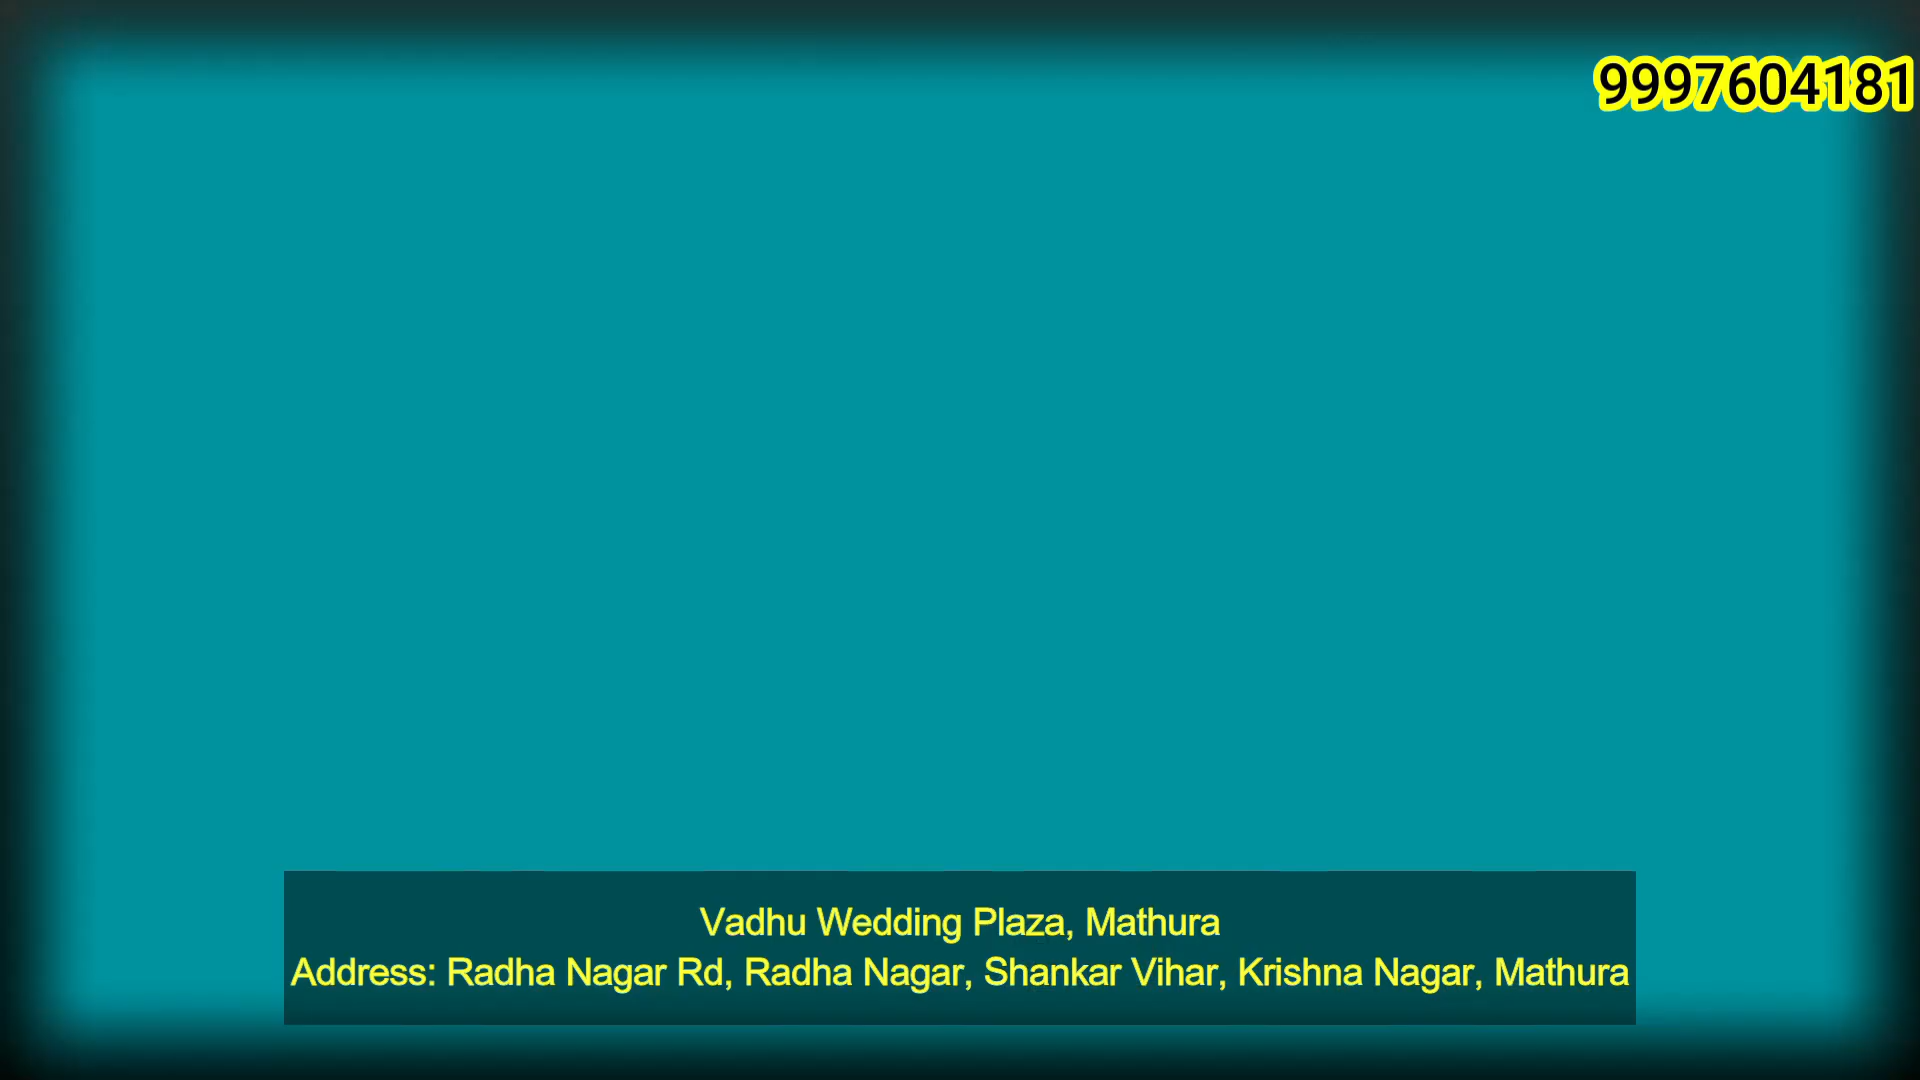 9997604181
Vadhu Wedding Plaza, Mathura
Address: Radha Nagar Rd, Radha Nagar, Shankar Vihar, Krishna Nagar, Mathura